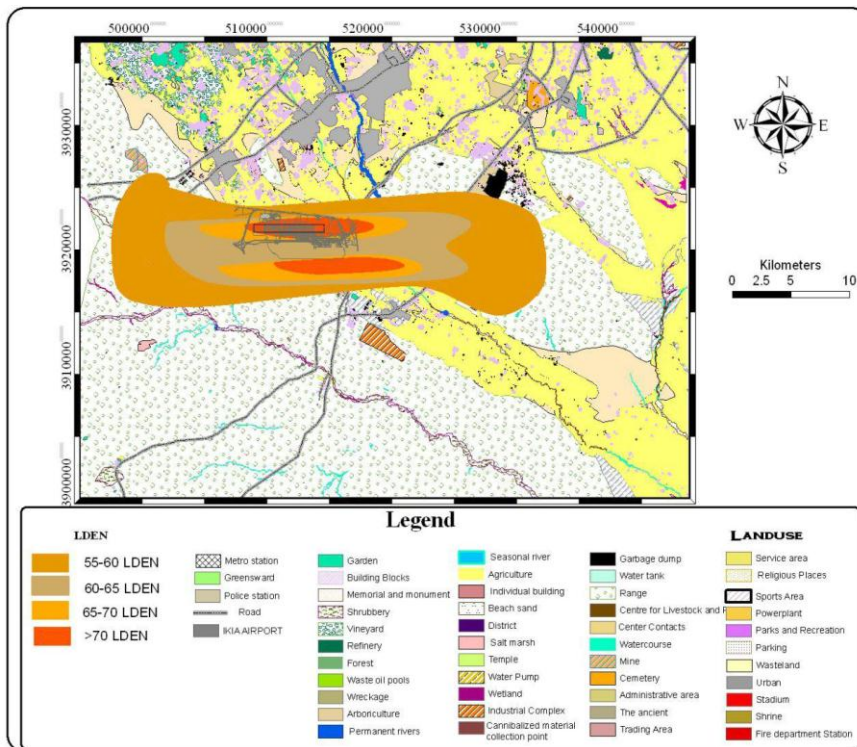 500000 510000 520000 530000 540000
3930000
3920000
3910000
3900000
N
W E
S
Kilometers
0 2.5 5 10
Legend
LDEN
55-60 LDEN
60-65 LDEN
65-70 LDEN
>70 LDEN
Metro station
Greensward
Police station
Road
IKIA AIRPORT
Garden
Building Blocks
Memorial and monument
Shrubbery
Vineyard
Refinery
Forest
Waste oil pools
Wreckage
Arboriculture
Permanent rivers
Seasonal river
Agriculture
Individual building
Beach sand
District
Salt marsh
Temple
Water Pump
Wetland
Industrial Complex
Cannibalized material
collection point
Garbage dump
Water tank
Range
Centre for Livestock and
Center Contacts
Watercourse
Mine
Cemetery
Administrative area
The ancient
Trading Area
LANDUSE
Service area
Religious Places
Sports Area
Powerplant
Parks and Recreation
Parking
Wasteland
Urban
Stadium
Shrine
Fire department Station